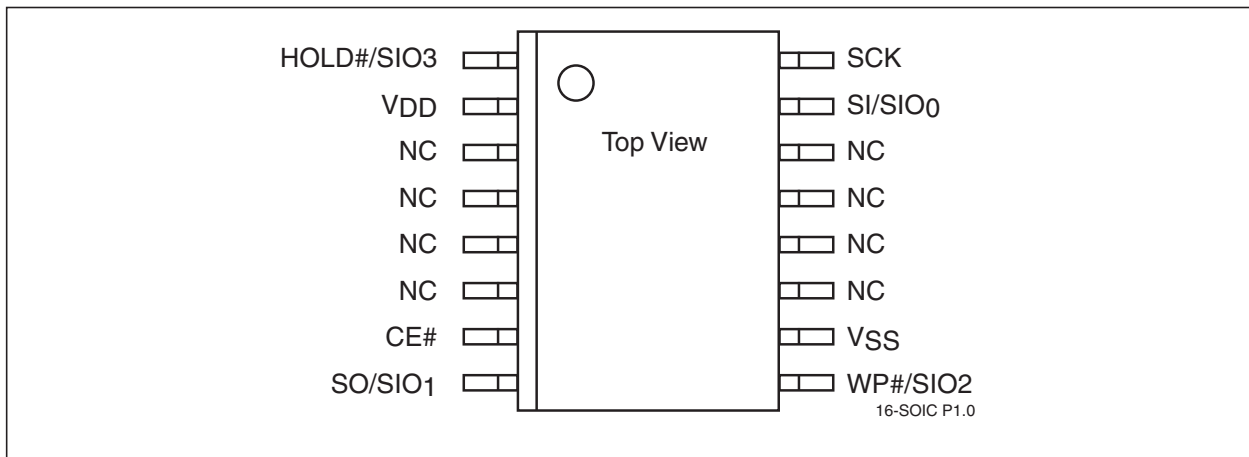 HOLD#/SIO3
VDD
NC
NC
NC
NC
CE#
SO/SIO1
Top View
SCK
SI/SIO0
NC
NC
NC
NC
VSS
WP#/SIO2
16-SOIC P1.0